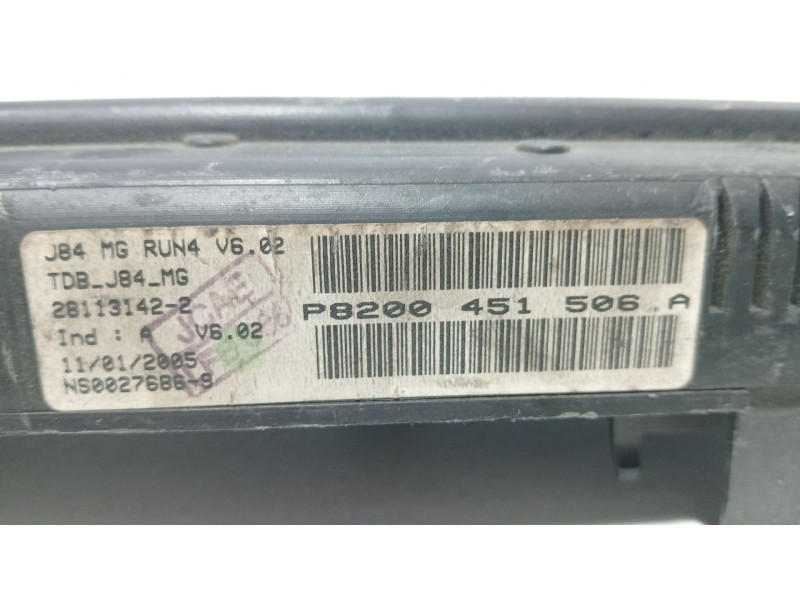 J84 MG RUN4 V6.02
TDB_J84_MG
28113142-2
Ind : A V6.02
11/01/2005
NS0027686-9
P8200 451 506 A